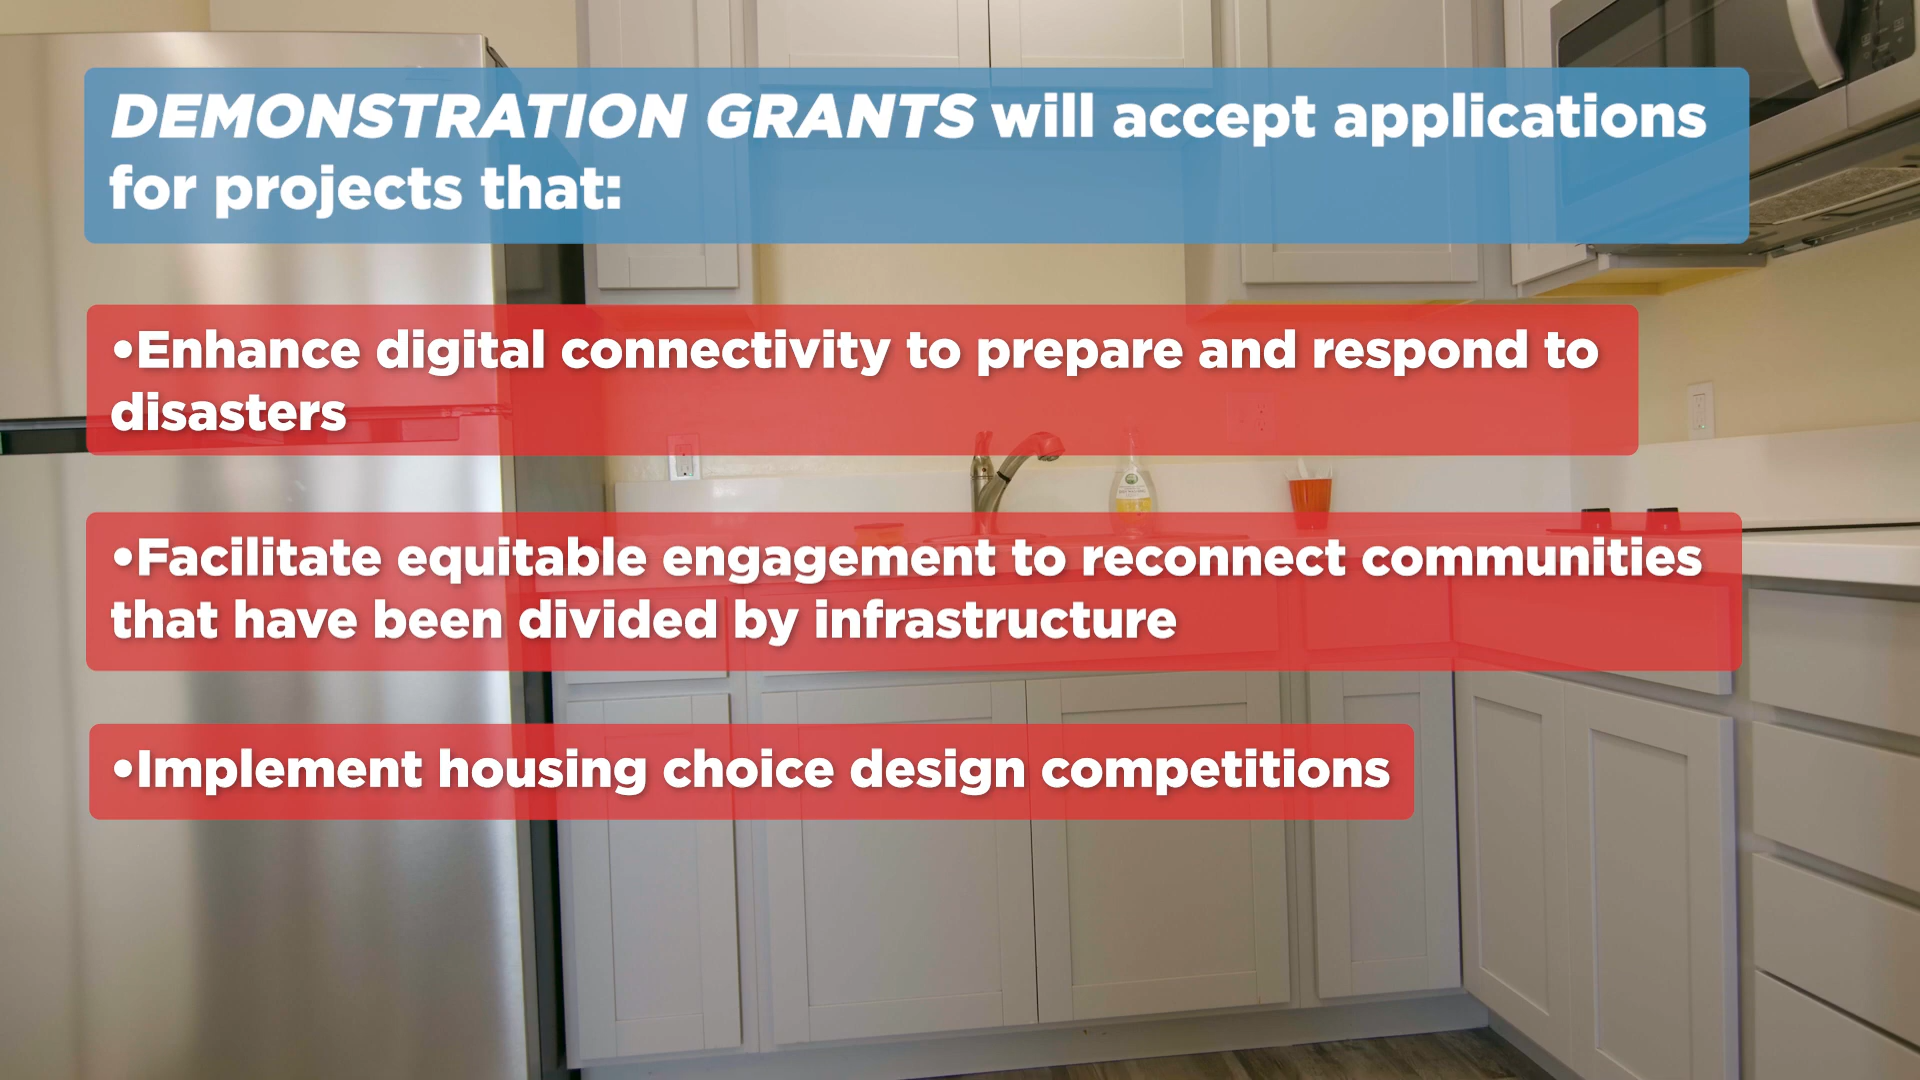 DEMONSTRATION GRANTS will accept applications
for projects that:
•Enhance digital connectivity to prepare and respond to
disasters
•Facilitate equitable engagement to reconnect communities
that have been divided by infrastructure
•Implement housing choice design competitions